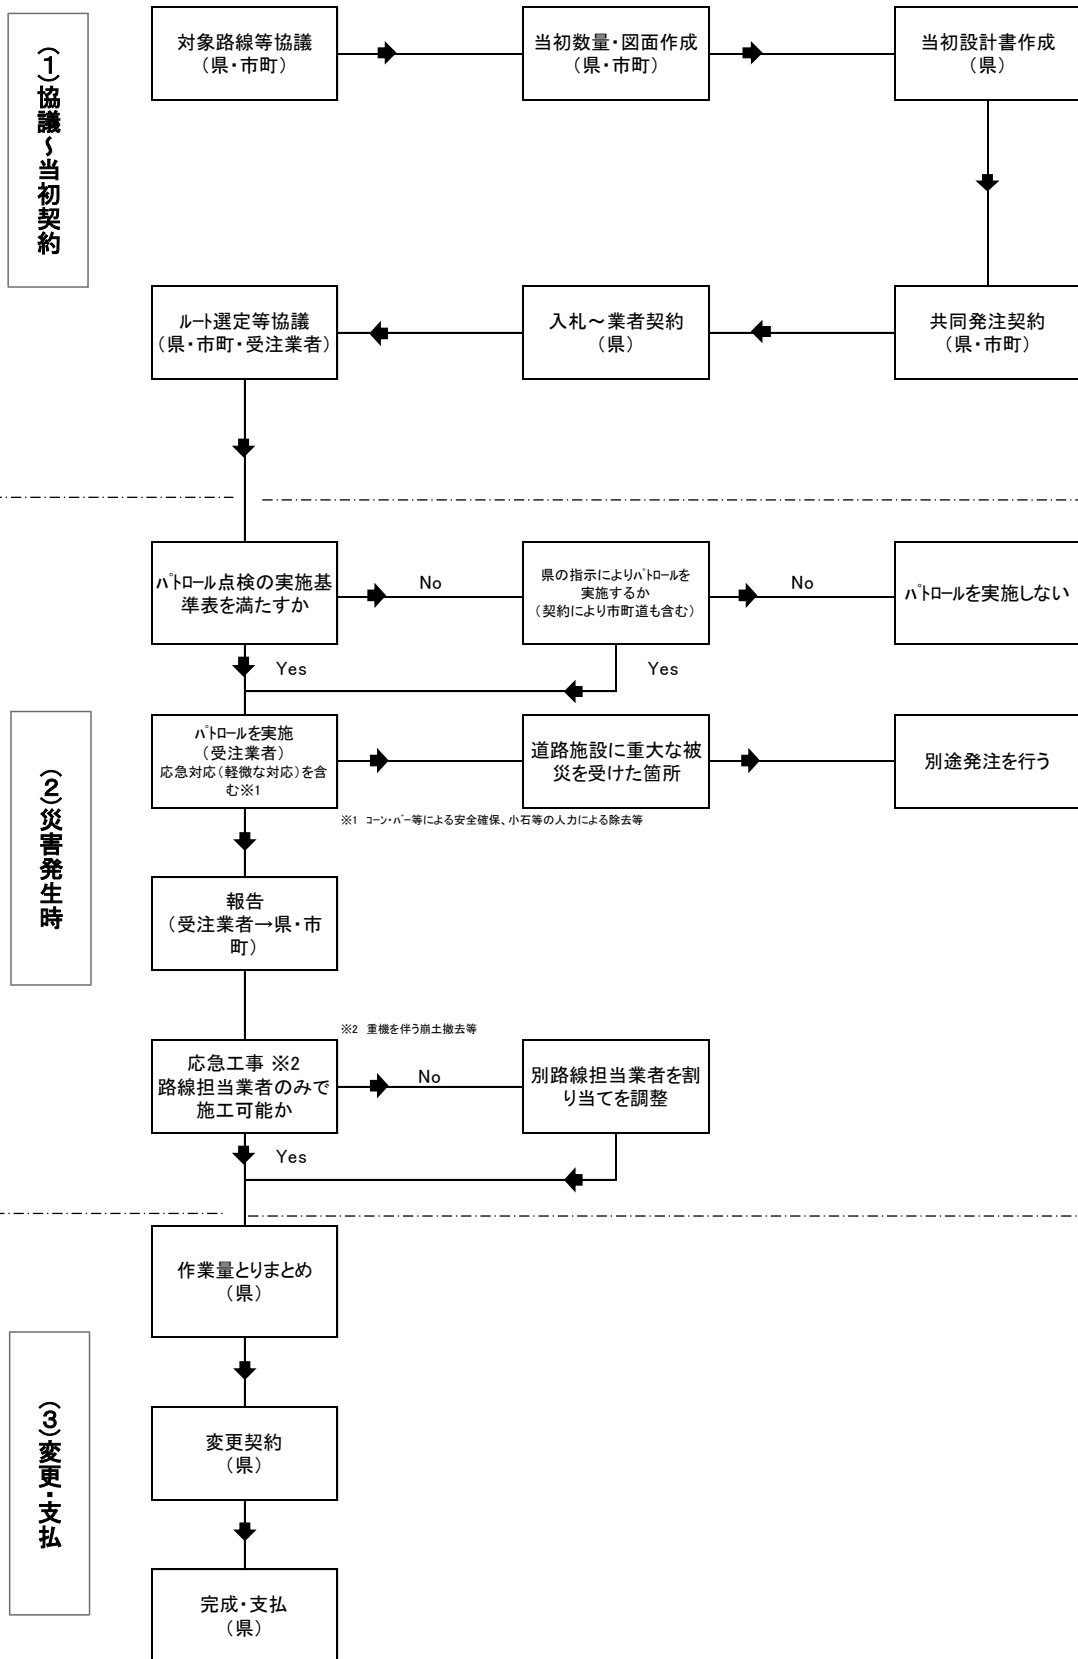 (1)協議～当初契約
対象路線等協議
(県・市町)
当初数量・図面作成
(県・市町)
当初設計書作成
(県)
ルート選定等協議
(県・市町・受注業者)
入札～業者契約
(県)
共同発注契約
(県・市町)
(2)災害発生時
パトロール点検の実施基
準表を満たすか
No
県の指示によりパトロールを
実施するか
(契約により市町道も含む)
No
パトロールを実施しない
Yes
Yes
パトロールを実施
(受注業者)
応急対応(軽微な対応)を含
む※1
道路施設に重大な被
災を受けた箇所
別途発注を行う
※1 コーン・バー等による安全確保、小石等の人力による除去等
報告
(受注業者→県・市
町)
※2 重機を伴う崩土撤去等
応急工事 ※2
路線担当業者のみで
施工可能か
No
別路線担当業者を割
り当てを調整
Yes
(3)変更・支払
作業量とりまとめ
(県)
変更契約
(県)
完成・支払
(県)